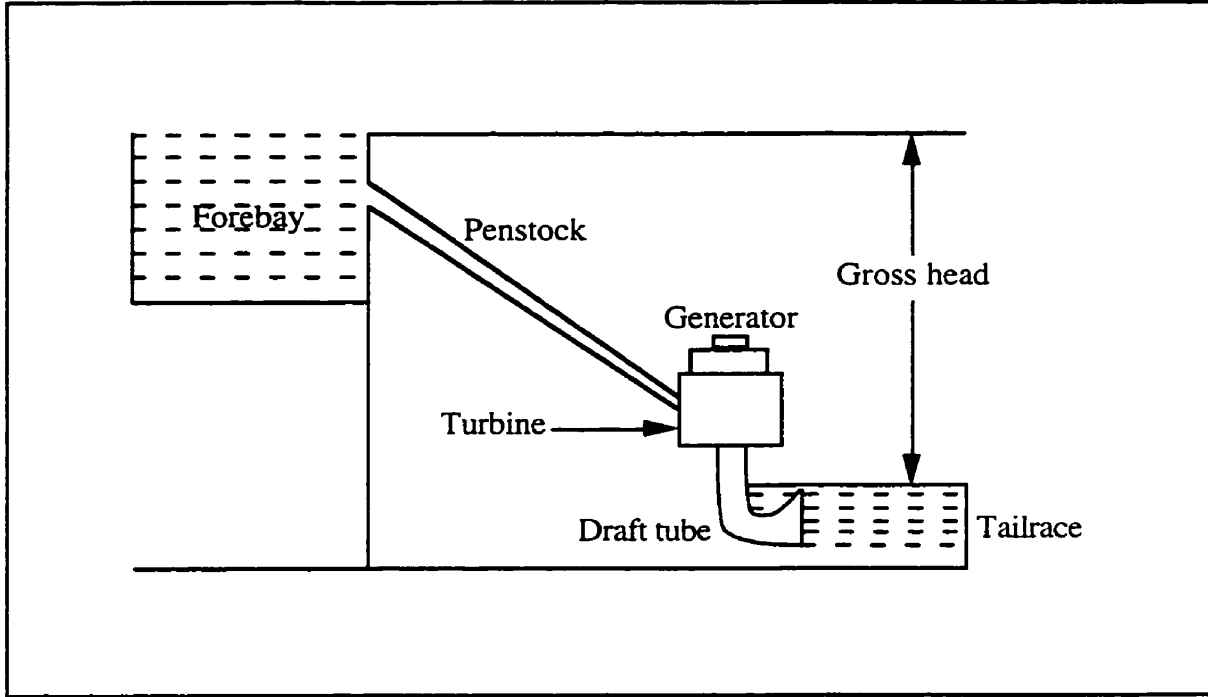 Forebay
Penstock
Gross head
Generator
Turbine
Draft tube
Tailrace